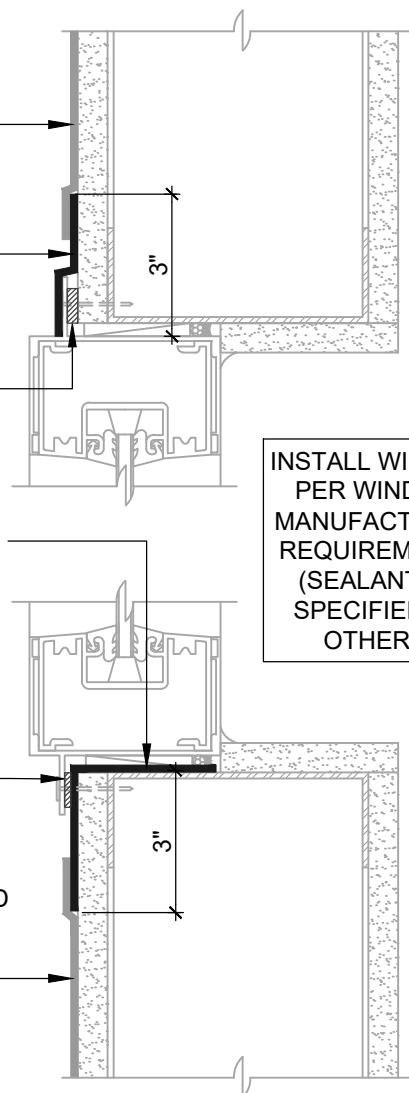 3"
INSTALL WI
PER WIND
MANUFACT
REQUIREM
(SEALANT
SPECIFIE
OTHER
3"
D